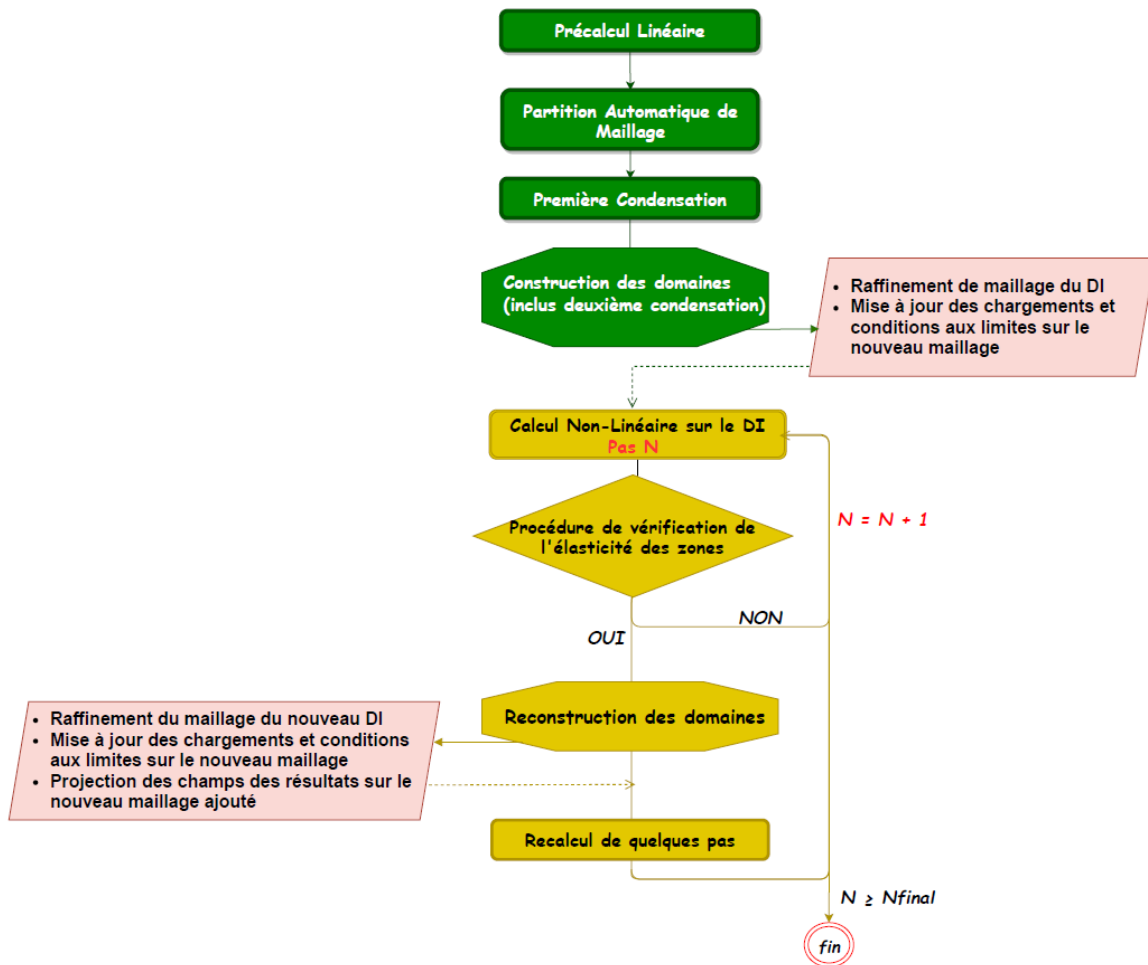 Précalcul Linéaire
Partition Automatique de
Maillage
Première Condensation
Construction des domaines
(inclus deuxième condensation)
• Raffinement de maillage du DI
• Mise à jour des chargements et
conditions aux limites sur le
nouveau maillage
Calcul Non-Linéaire sur le DI
Pas N
N = N + 1
Procédure de vérification de
l'élasticité des zones
NON
OUI
Reconstruction des domaines
• Raffinement du maillage du nouveau DI
• Mise à jour des chargements et conditions
aux limites sur le nouveau maillage
• Projection des champs des résultats sur le
nouveau maillage ajouté
Recalcul de quelques pas
N ≥ Nfinal
fin